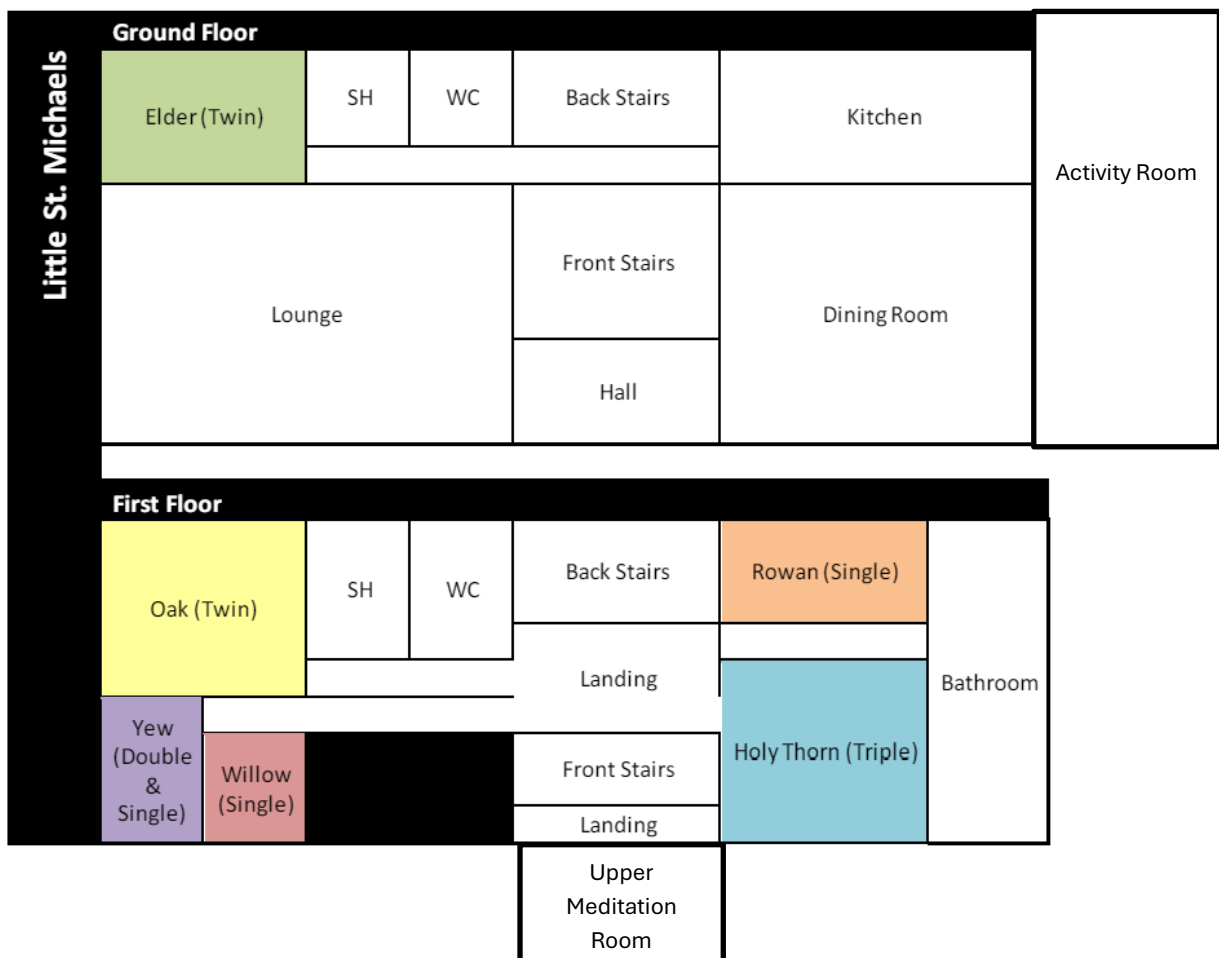 Little St. Michaels
Ground Floor
Elder (Twin)
SH
WC
Back Stairs
Kitchen
Activity Room
Lounge
Front Stairs
Hall
Dining Room
First Floor
Oak (Twin)
SH
WC
Back Stairs
Rowan (Single)
Landing
Bathroom
Yew
(Double
&
Single)
Willow
(Single)
Front Stairs
Landing
Holy Thorn (Triple)
Upper
Meditation
Room